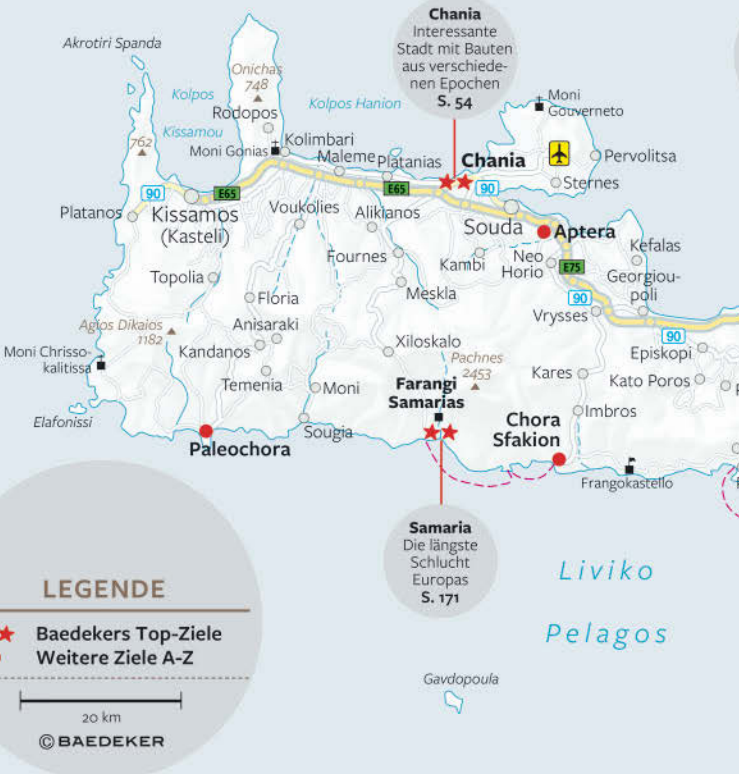 Chania
Interessante
Stadt mit Bauten
aus verschiede-
nen Epochen
S. 54
Akrotiri Spanda
Onichas
748
Kolpos
Kissamou
Kolpos Hanion
Moni
Gouverneto
Rodopos
762
Moni Gonias
Kolimbari
Maleme
Platanias
Chania
Pervolitsa
Sternes
90
E65
E65
90
Platanos
Kissamos
(Kasteli)
Voukolies
Alikianos
Souda
Aptera
Kefalas
Fournes
Kambi
Neo
Horio
E75
Georgiou-
poli
Topolia
Meskla
Floria
90
Vrysses
Agios Dikaios
1182
Anisaraki
Kandanos
Xiloskalo
90
Episkopi
Moni Chrisso-
kalitissa
Temenia
Moni
Pachnes
2453
Farangi
Samarias
Kares
Kato Poros
Elafonissi
Imbros
Paleochora
Sougia
Chora
Sfakion
Frangokastello
Samaria
Die längste
Schlucht
Europas
S. 171
Liviko
Pelagos
Gavdopoula
LEGENDE
Baedekers Top-Ziele
Weitere Ziele A-Z
20 km
© BAEDEKER